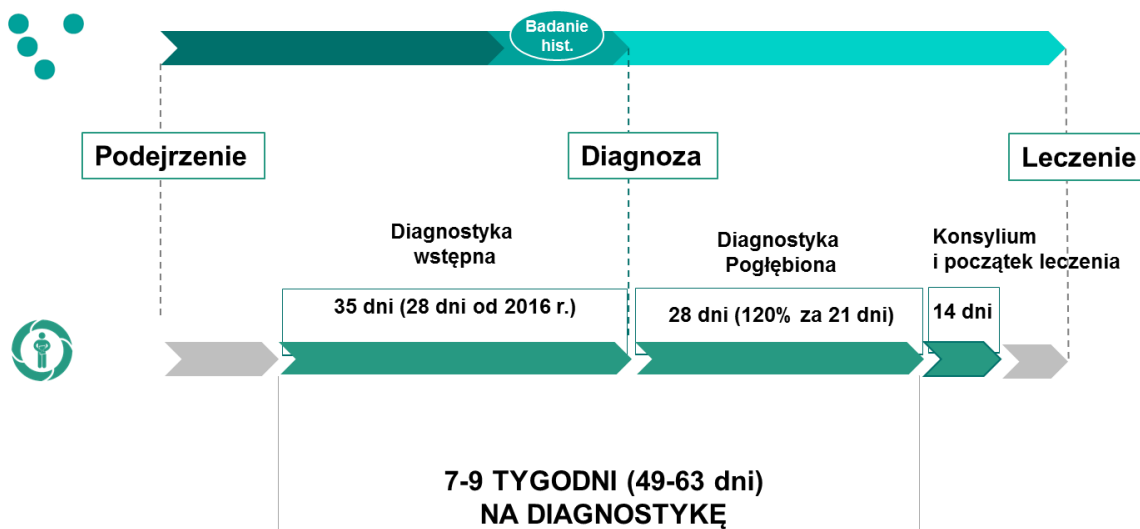 Badanie
hist.
Podejrzenie
Diagnoza
Leczenie
Diagnostyka
wstępna
Diagnostyka
Pogłębiona
Konsylium
i początek leczenia
35 dni (28 dni od 2016 r.)
28 dni (120% za 21 dni)
14 dni
7-9 TYGODNI (49-63 dni)
NA DIAGNOSTYKĘ